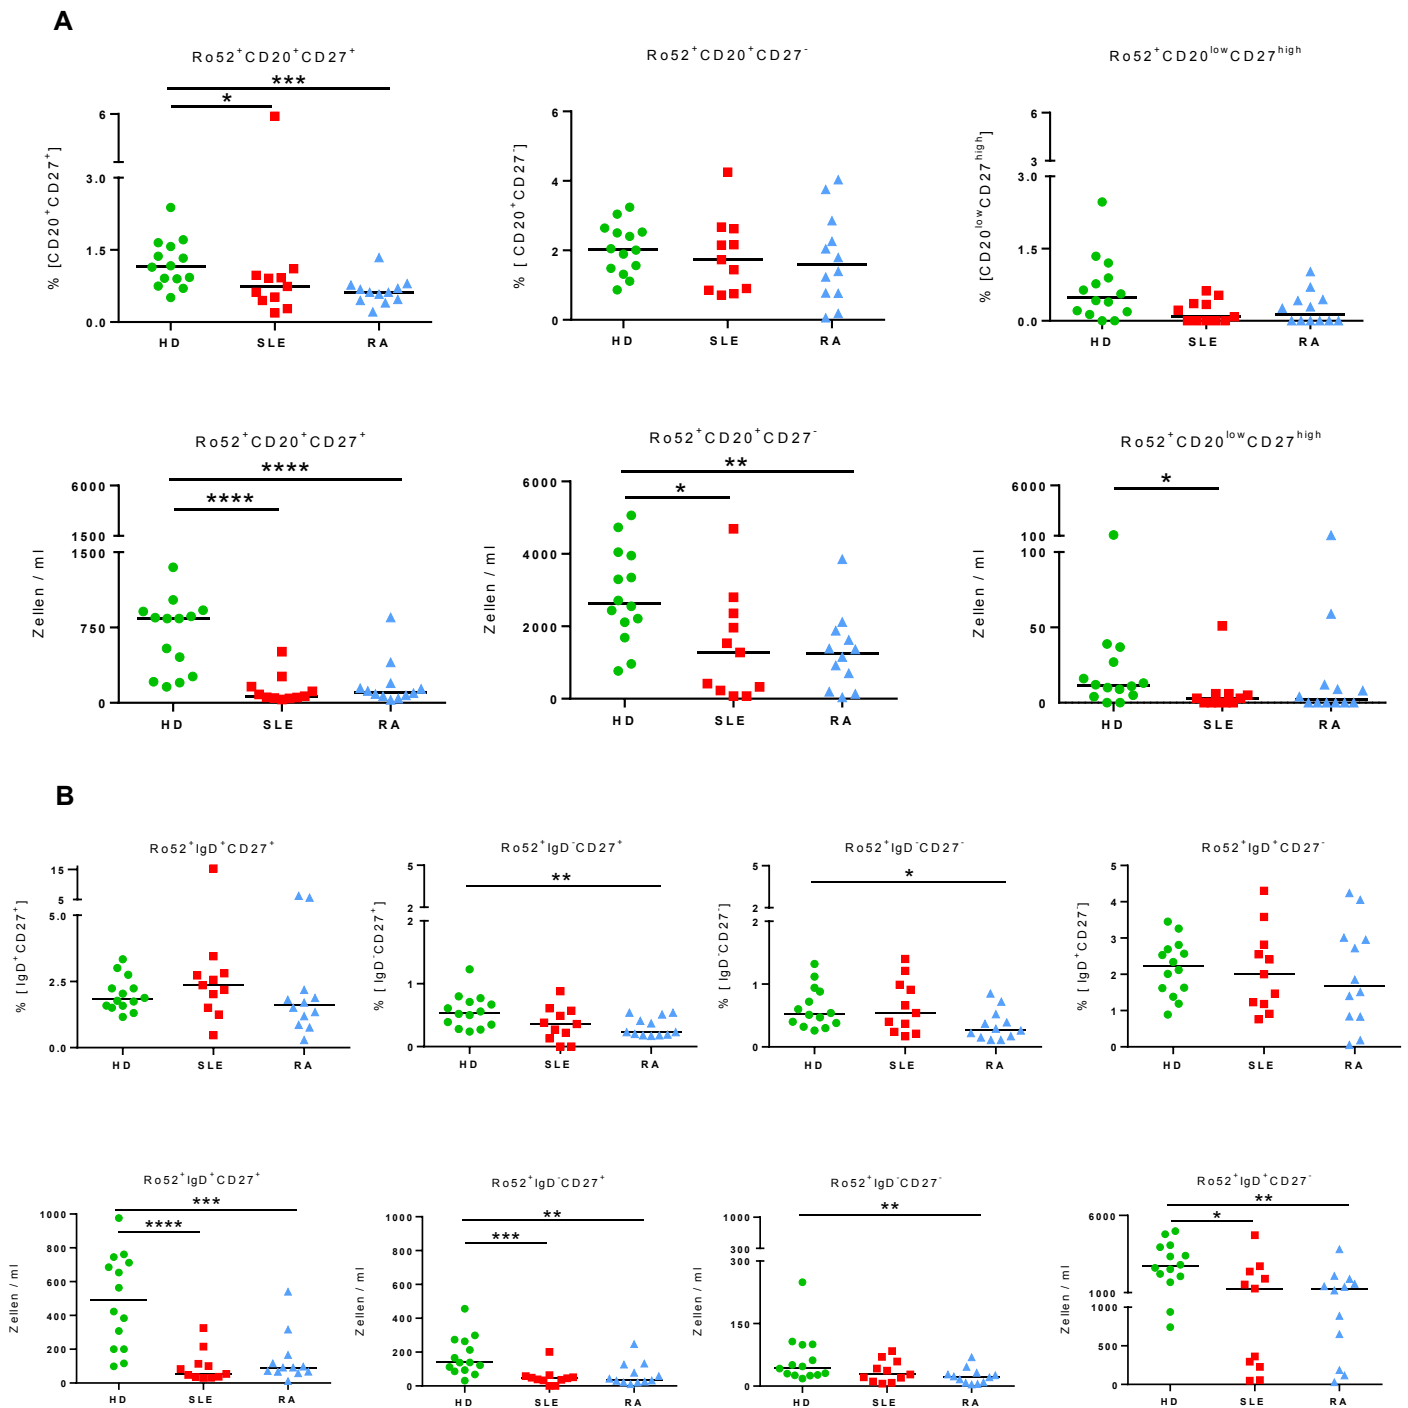 A
Ro52+CD20+CD27+
Ro52+CD20+CD27-
Ro52+CD20lowCD27high
***
*
% [CD20+CD27+]
6
3.0
1.5
0.0
HD SLE RA
% [ CD20+CD27-]
6
4
2
0
HD SLE RA
% [CD20lowCD27high]
6
3
3.0
1.5
0.0
HD SLE RA
Ro52+CD20+CD27+
Ro52+CD20+CD27-
Ro52+CD20lowCD27high
****
****
Zellen / ml
6000
1500
1500
750
0
HD SLE RA
**
*
Zellen / ml
6000
4000
2000
0
HD SLE RA
*
Zellen / ml
6000
100
100
50
0
HD SLE RA
B
Ro52+IgD+CD27+
Ro52+IgD-CD27+
Ro52+IgD-CD27-
Ro52+IgD+CD27-
% [ IgD+CD27+]
15
5
5.0
2.5
0.0
HD SLE RA
**
% [ IgD-CD27+]
5
2
2
1
0
HD SLE RA
*
% [ IgD-CD27-]
5
2
2
1
0
HD SLE RA
% [ IgD+CD27-]
5
4
3
2
1
0
HD SLE RA
Ro52+IgD+CD27+
Ro52+IgD-CD27+
Ro52+IgD-CD27-
Ro52+IgD+CD27-
***
****
Zellen / ml
1000
800
600
400
200
0
HD SLE RA
**
***
Zellen / ml
1000
800
600
400
200
0
HD SLE RA
**
Zellen / ml
1000
300
300
150
0
HD SLE RA
**
*
Zellen / ml
6000
1000
1000
500
0
HD SLE RA